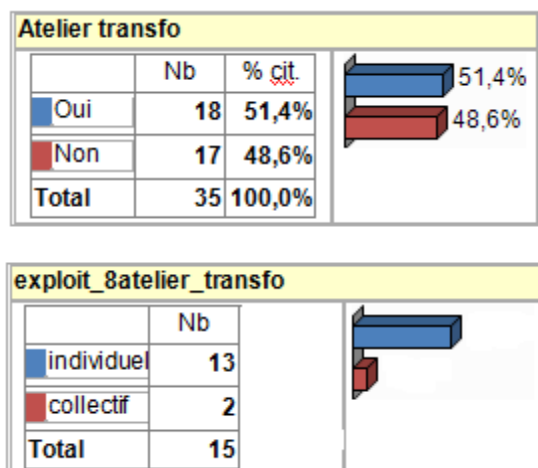 Atelier transfo
Nb % cit.
Oui 18 51,4%
Non 17 48,6%
Total 35 100,0%
51,4%
48,6%
exploit_8atelier_transfo
Nb
individuel 13
collectif 2
Total 15